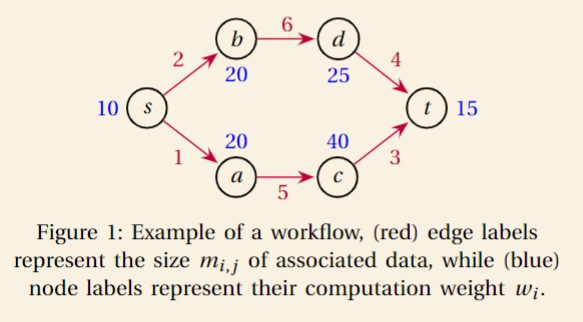 6
b
d
2
4
20
25
10
s
t
15
20
40
1
3
a
c
5
Figure 1: Example of a workflow, (red) edge labels
represent the size m_{i,j} of associated data, while (blue)
node labels represent their computation weight w_i.